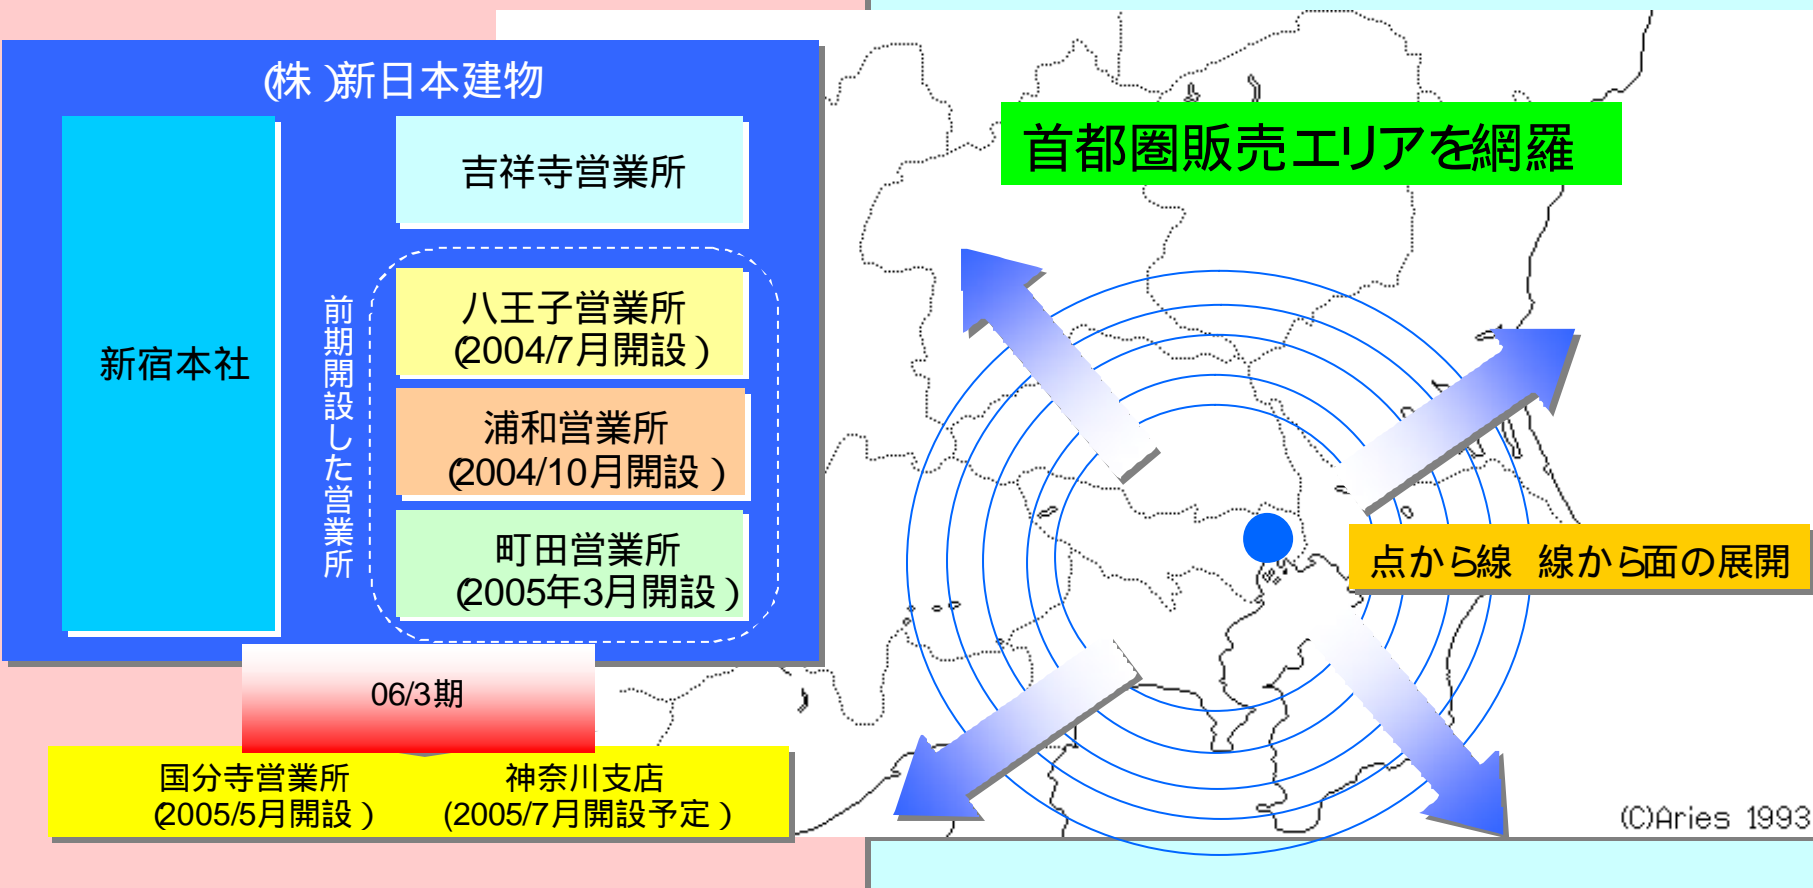 (株)新日本建物
新宿本社
吉祥寺営業所
前期開設した営業所
八王子営業所
(2004/7月開設)
浦和営業所
(2004/10月開設)
町田営業所
(2005年3月開設)
06/3期
国分寺営業所
(2005/5月開設)
神奈川支店
(2005/7月開設予定)
首都圏販売エリアを網羅
点から線 線から面の展開
(C)Aries 1993